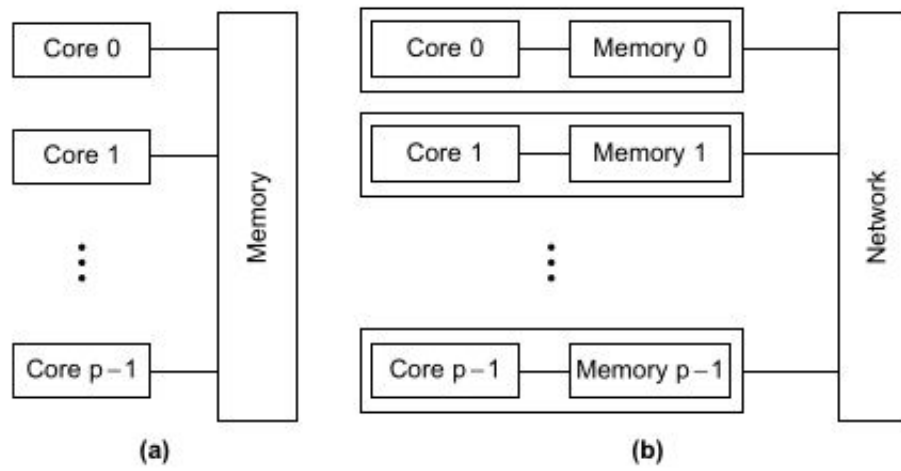 Core 0
Core 1
Core p−1
Memory
(a)
Core 0 Memory 0
Core 1 Memory 1
Core p−1 Memory p−1
Network
(b)